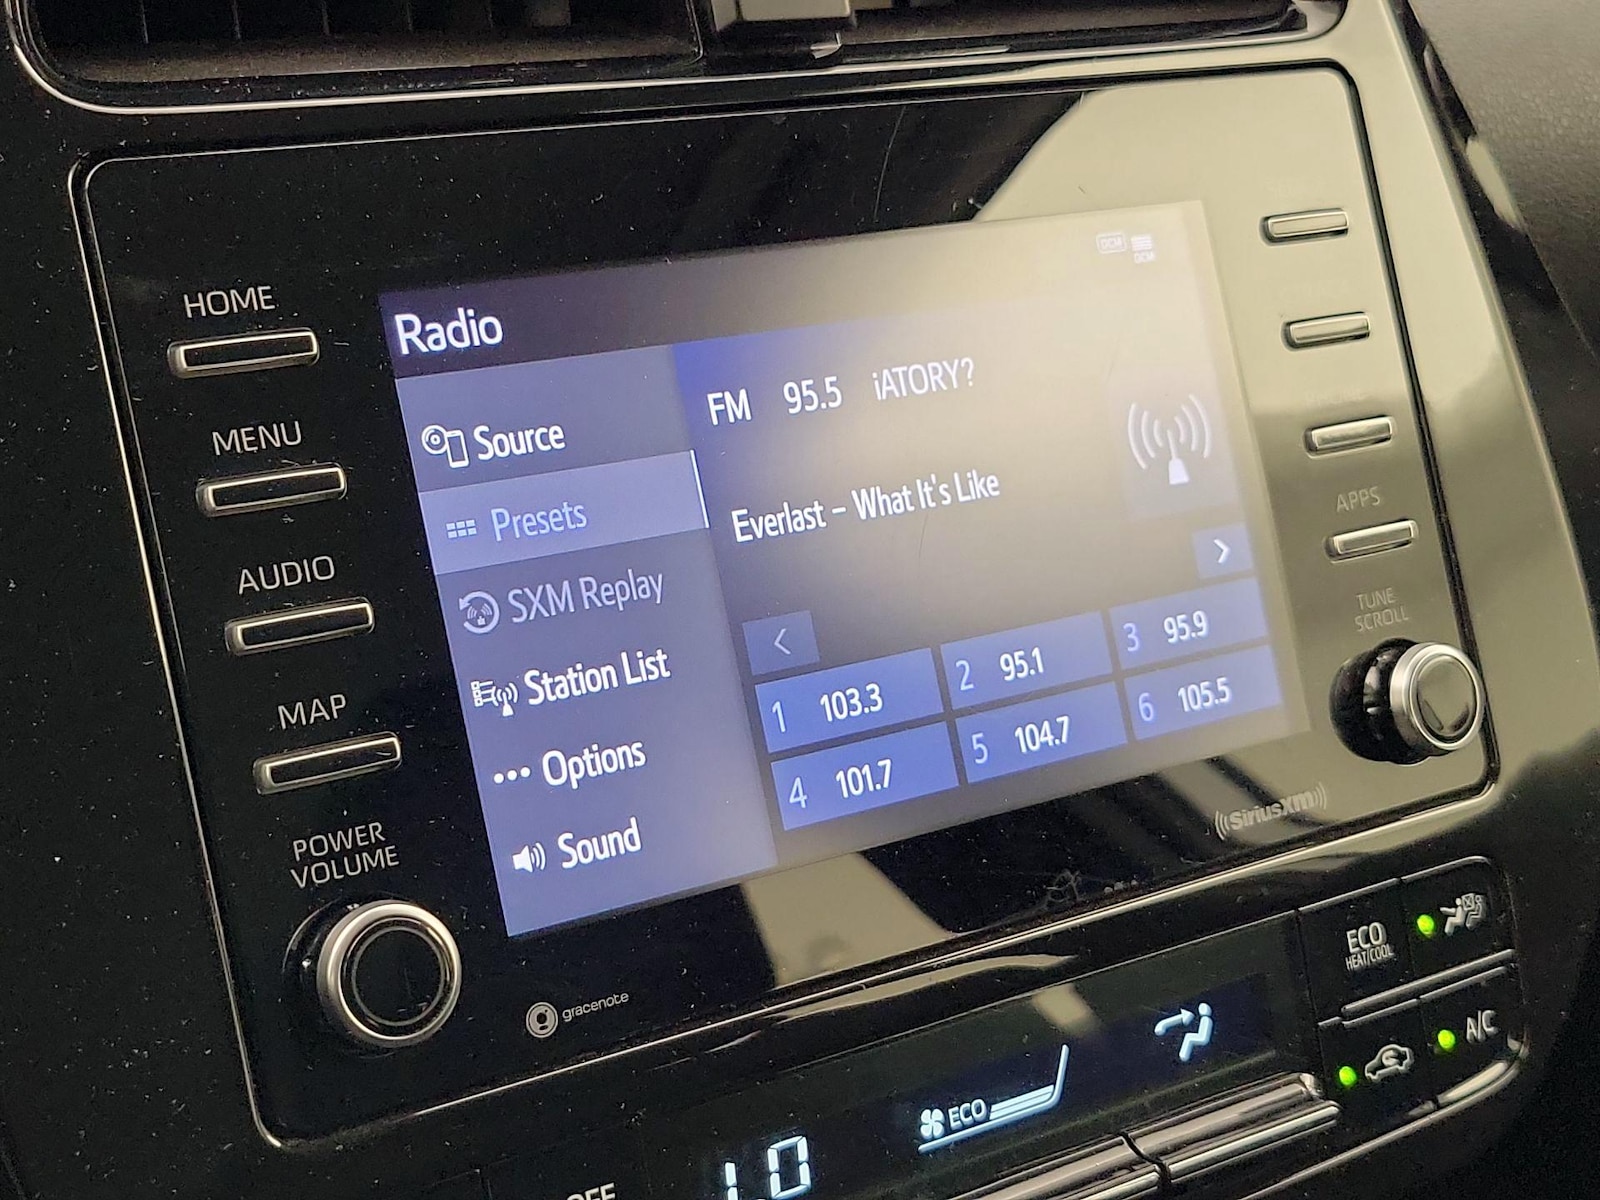 DCM
DCM
HOME
MENU
AUDIO
MAP
POWER
VOLUME
Radio
Source
Presets
SXM Replay
Station List
Options
Sound
FM 95.5 iATORY?
Everlast – What It's Like
1 103.3
2 95.1
3 95.9
4 101.7
5 104.7
6 105.5
APPS
TUNE
SCROLL
SiriusXM
gracenote
ECO
HEAT/COOL
A/C
ECO